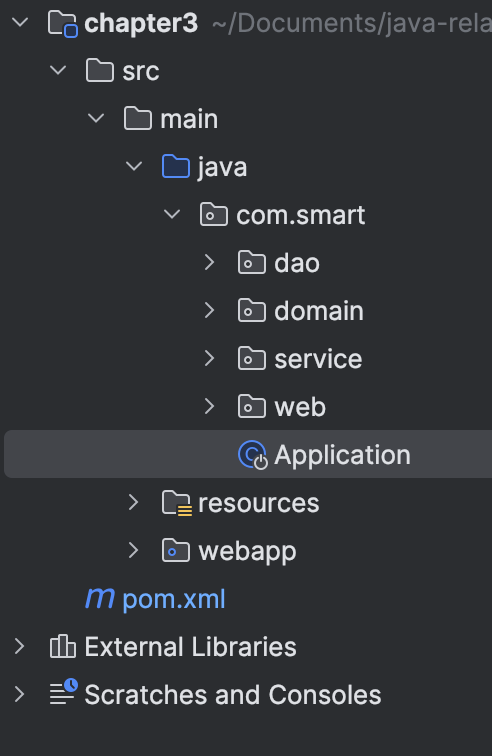 chapter3 ~/Documents/java-rela
src
main
java
com.smart
dao
domain
service
web
Application
resources
webapp
pom.xml
External Libraries
Scratches and Consoles